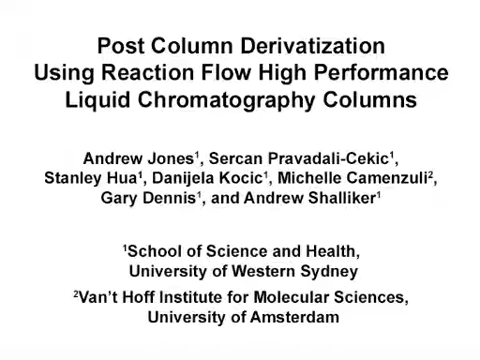 Post Column Derivatization
Using Reaction Flow High Performance
Liquid Chromatography Columns
Andrew Jones¹, Sercan Pravadali-Cekic¹,
Stanley Hua¹, Danijela Kocic¹, Michelle Camenzuli²,
Gary Dennis¹, and Andrew Shalliker¹
¹School of Science and Health,
University of Western Sydney
²Van't Hoff Institute for Molecular Sciences,
University of Amsterdam